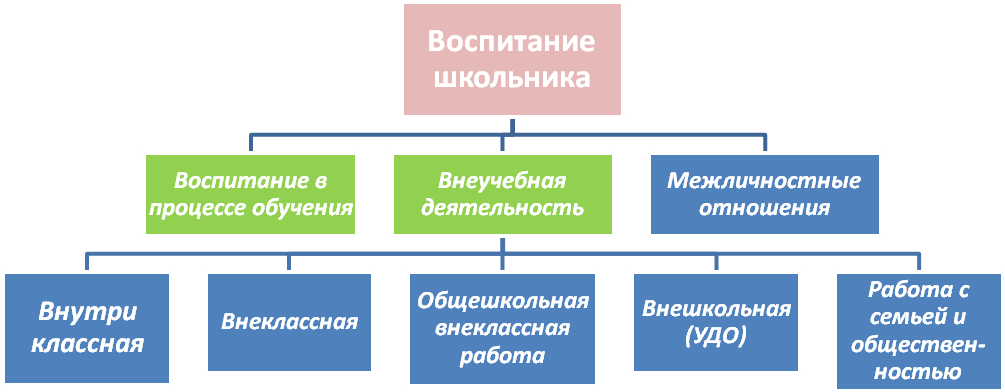 Воспитание
школьника
Воспитание в
процессе обучения
Внеучебная
деятельность
Межличностные
отношения
Внутри
классная
Внеклассная
Общешкольная
внеклассная
работа
Внешкольная
(УДО)
Работа с
семьей и
обществен-
ностью